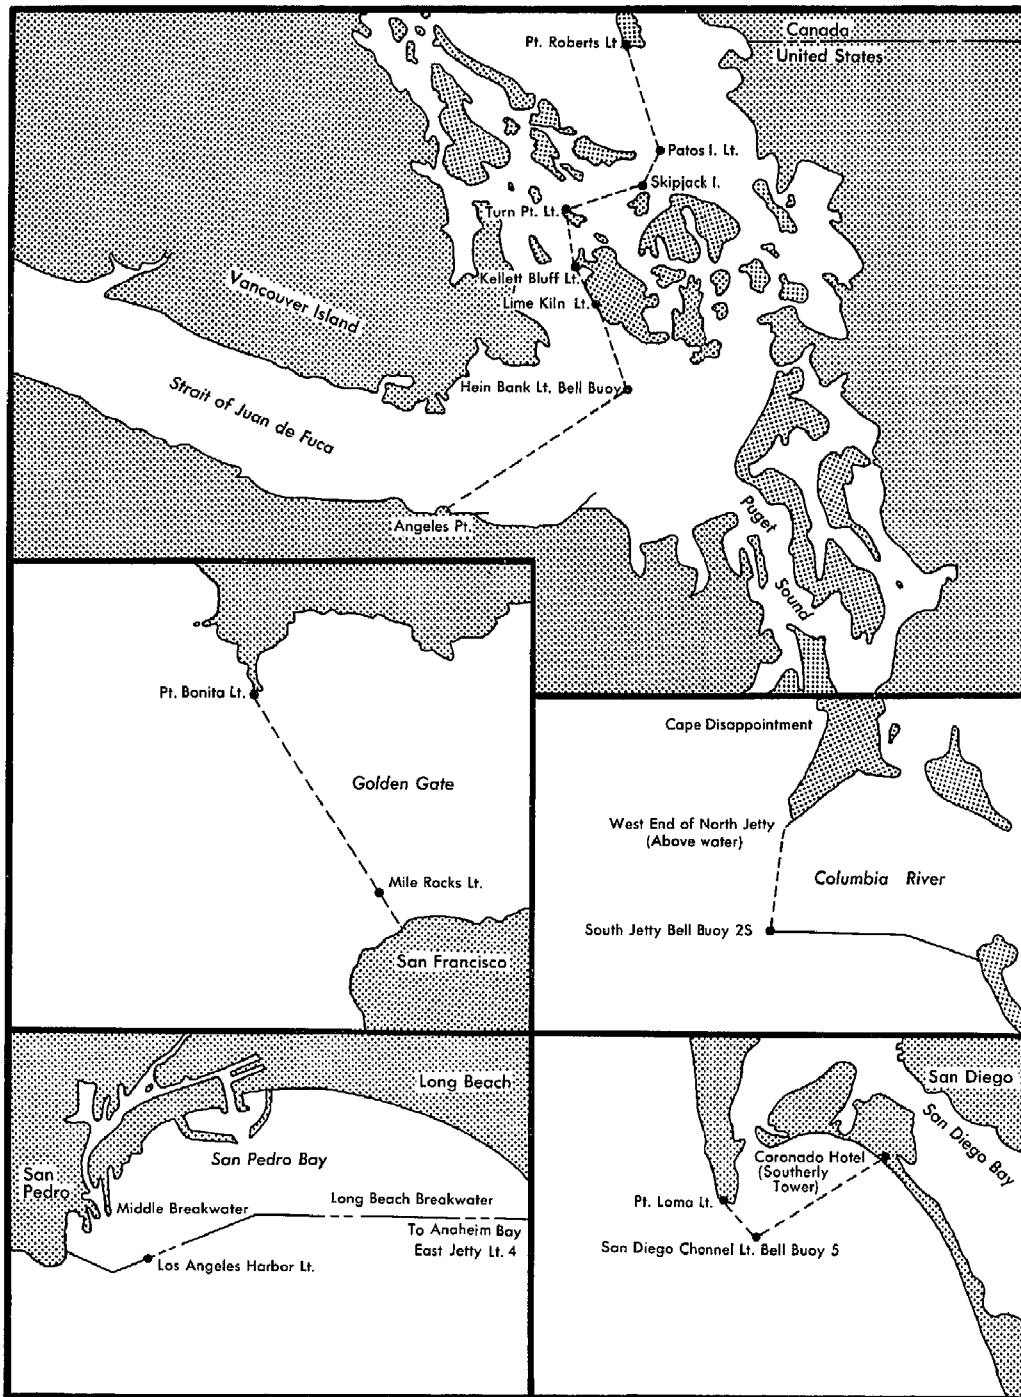 Canada
Pt. Roberts Lt.
United States
Patos I. Lt.
Skipjack I.
Turn Pt. Lt.
Kellett Bluff Lt.
Vancouver Island
Lime Kiln Lt.
Strait of Juan de Fuca
Hein Bank Lt. Bell Buoy
Angeles Pt.
Puget
Sound
Pt. Bonita Lt.
Golden Gate
Mile Rocks Lt.
San Francisco
Cape Disappointment
West End of North Jetty
(Above water)
Columbia River
South Jetty Bell Buoy 2S
Long Beach
San Pedro Bay
San
Pedro
Long Beach Breakwater
Middle Breakwater
To Anaheim Bay
East Jetty Lt. 4
Los Angeles Harbor Lt.
San Diego
San Diego Bay
Coronado Hotel
(Southerly
Tower)
Pt. Loma Lt.
San Diego Channel Lt. Bell Buoy 5